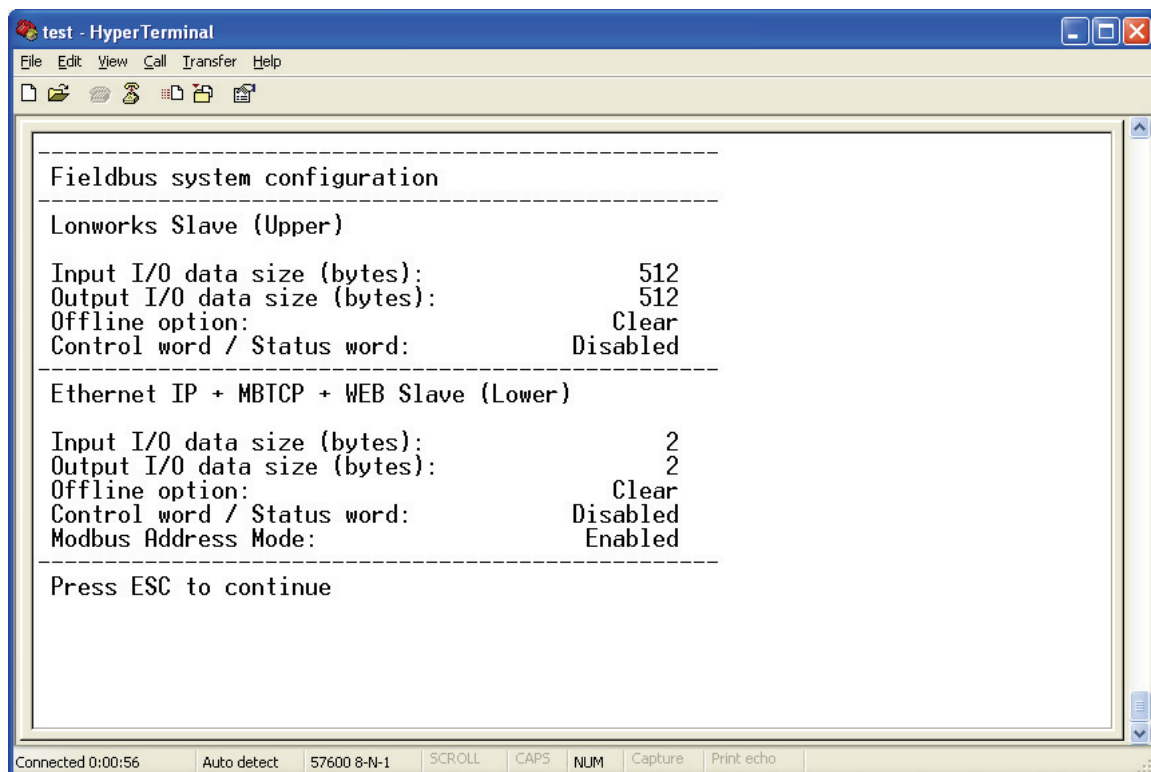 test - HyperTerminal
File Edit View Call Transfer Help
Fieldbus system configuration
Lonworks Slave (Upper)
Input I/O data size (bytes): 512
Output I/O data size (bytes): 512
Offline option: Clear
Control word / Status word: Disabled
Ethernet IP + MBTCP + WEB Slave (Lower)
Input I/O data size (bytes): 2
Output I/O data size (bytes): 2
Offline option: Clear
Control word / Status word: Disabled
Modbus Address Mode: Enabled
Press ESC to continue
Connected 0:00:56 Auto detect 57600 8-N-1 SCROLL CAPS NUM Capture Print echo